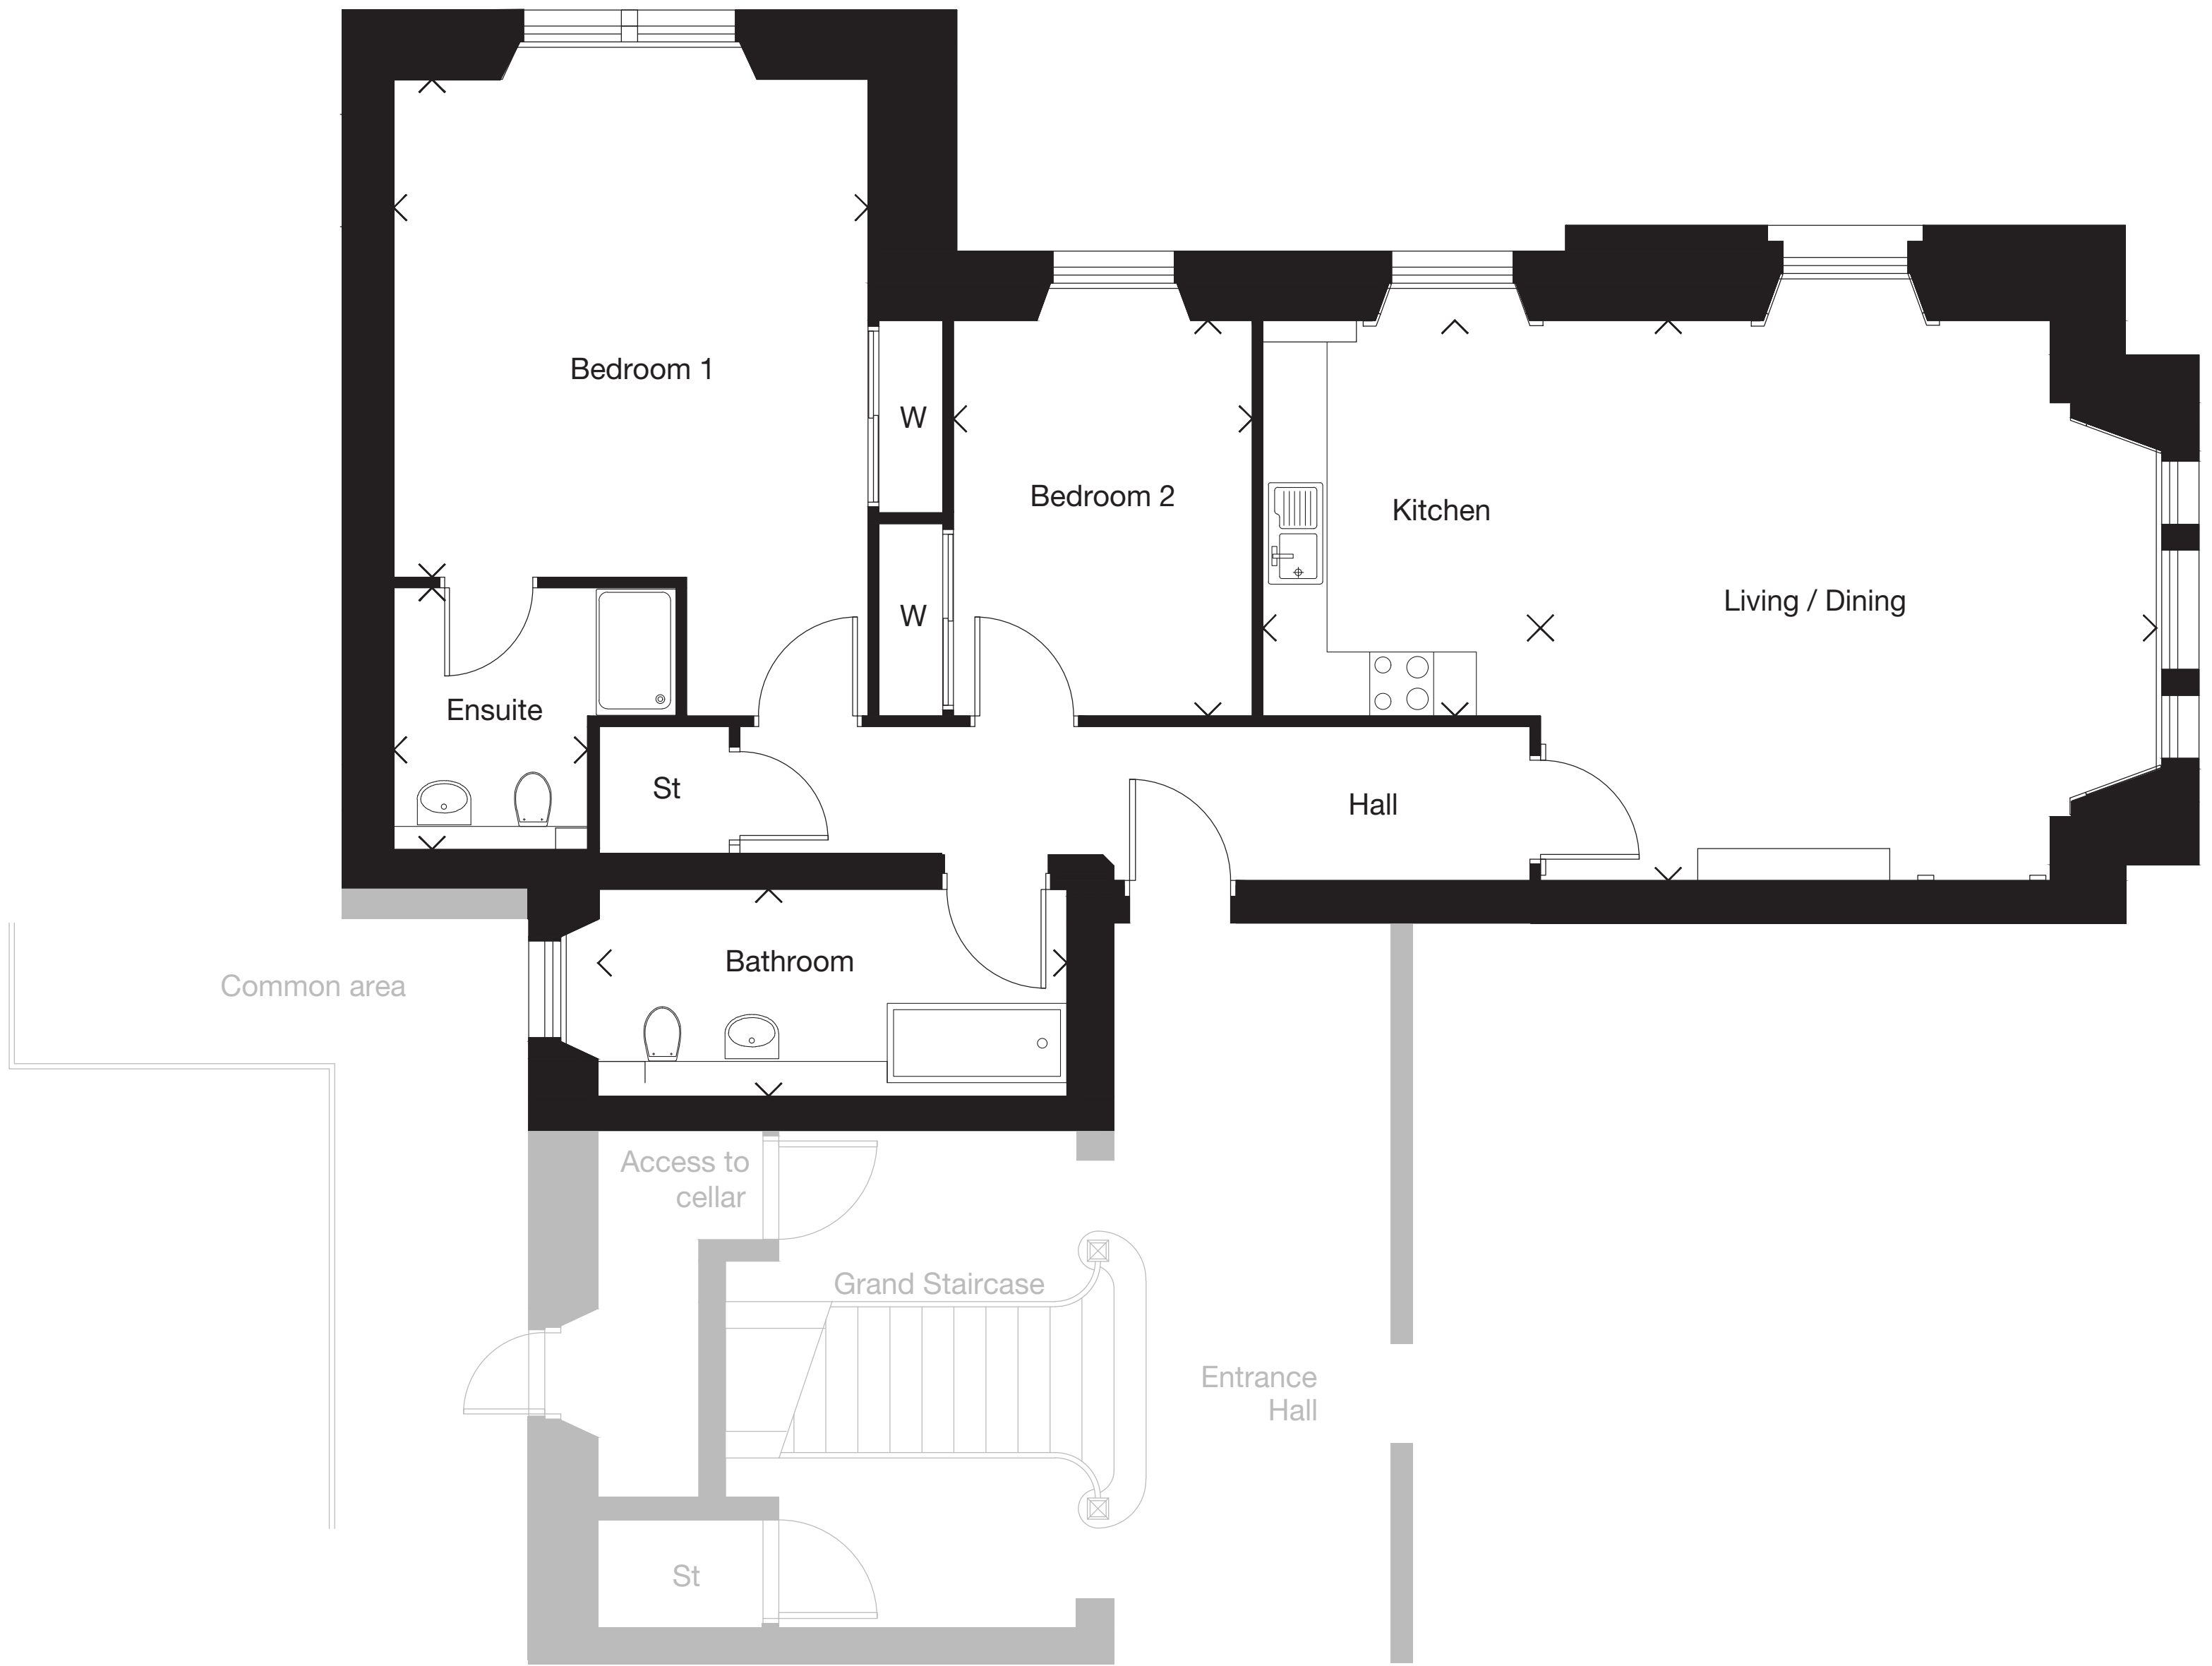 Bedroom 1
W
Bedroom 2
Kitchen
Living / Dining
W
Ensuite
St
Hall
Bathroom
Common area
Access to
cellar
Grand Staircase
Entrance
Hall
St